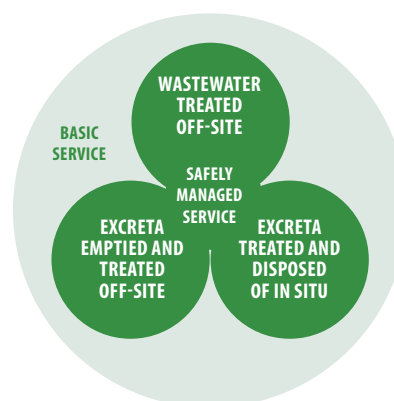 WASTEWATER
TREATED
OFF-SITE
BASIC
SERVICE
SAFELY
MANAGED
SERVICE
EXCRETA
EMPTIED AND
TREATED
OFF-SITE
EXCRETA
TREATED AND
DISPOSED
OF IN SITU